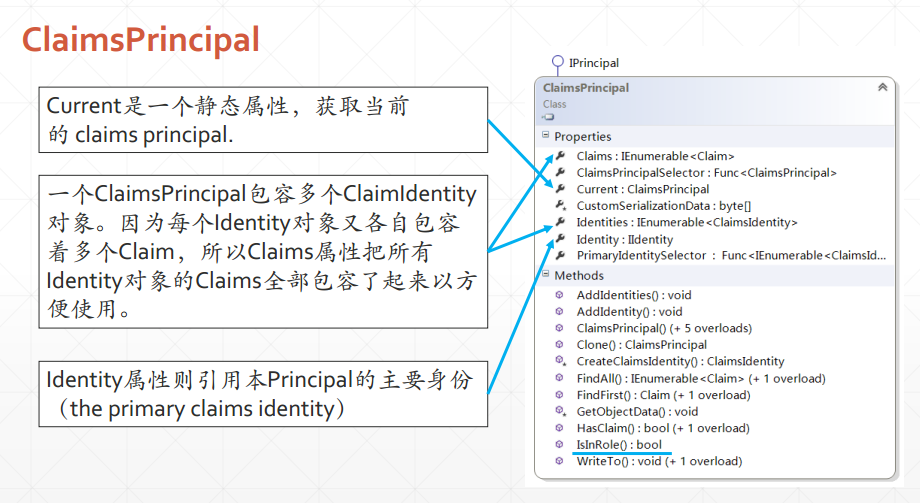 ClaimsPrincipal
Current是一个静态属性，获取当前
的 claims principal.
一个ClaimsPrincipal包容多个ClaimIdentity
对象。因为每个Identity对象又各自包容
着多个Claim，所以Claims属性把所有
Identity对象的Claims全部包容了起来以方
便使用。
Identity属性则引用本Principal的主要身份
（the primary claims identity）
IPrincipal
ClaimsPrincipal
Class
Properties
Claims : IEnumerable<Claim>
ClaimsPrincipalSelector : Func<ClaimsPrincipal>
Current : ClaimsPrincipal
CustomSerializationData : byte[]
Identities : IEnumerable<ClaimsIdentity>
Identity : IIdentity
PrimaryIdentitySelector : Func<IEnumerable<ClaimsId...
Methods
AddIdentities() : void
AddIdentity() : void
ClaimsPrincipal() (+ 5 overloads)
Clone() : ClaimsPrincipal
CreateClaimsIdentity() : ClaimsIdentity
FindAll() : IEnumerable<Claim> (+ 1 overload)
FindFirst() : Claim (+ 1 overload)
GetObjectData() : void
HasClaim() : bool (+ 1 overload)
IsInRole() : bool
WriteTo() : void (+ 1 overload)